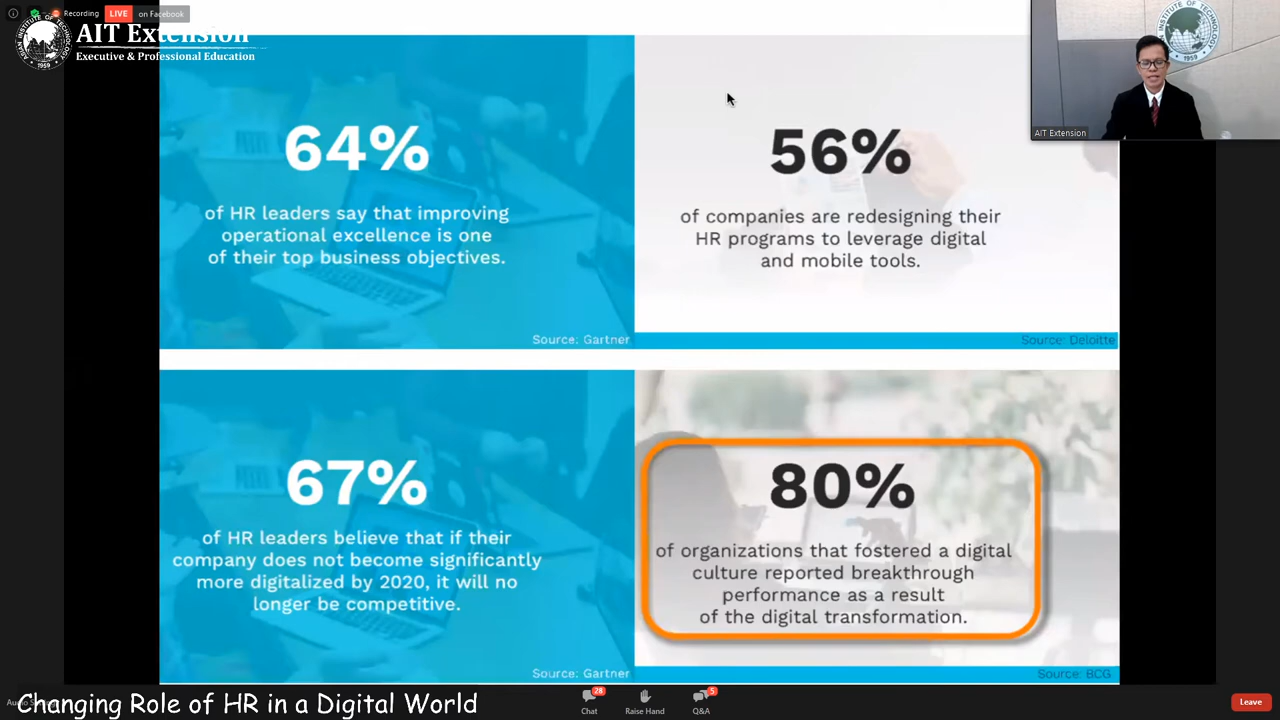 Recording
LIVE
on Facebook
AIT Extension
Executive & Professional Education
1959
64%
of HR leaders say that improving
operational excellence is one
of their top business objectives.
Source: Gartner
56%
of companies are redesigning their
HR programs to leverage digital
and mobile tools.
Source: Deloitte
INSTITUTE OF TECHNOLOGY
1959
AIT Extension
67%
of HR leaders believe that if their
company does not become significantly
more digitalized by 2020, it will no
longer be competitive.
Source: Gartner
80%
of organizations that fostered a digital
culture reported breakthrough
performance as a result
of the digital transformation.
Source: BCG
Changing Role of HR in a Digital World
28
Chat
Raise Hand
5
Q&A
Leave